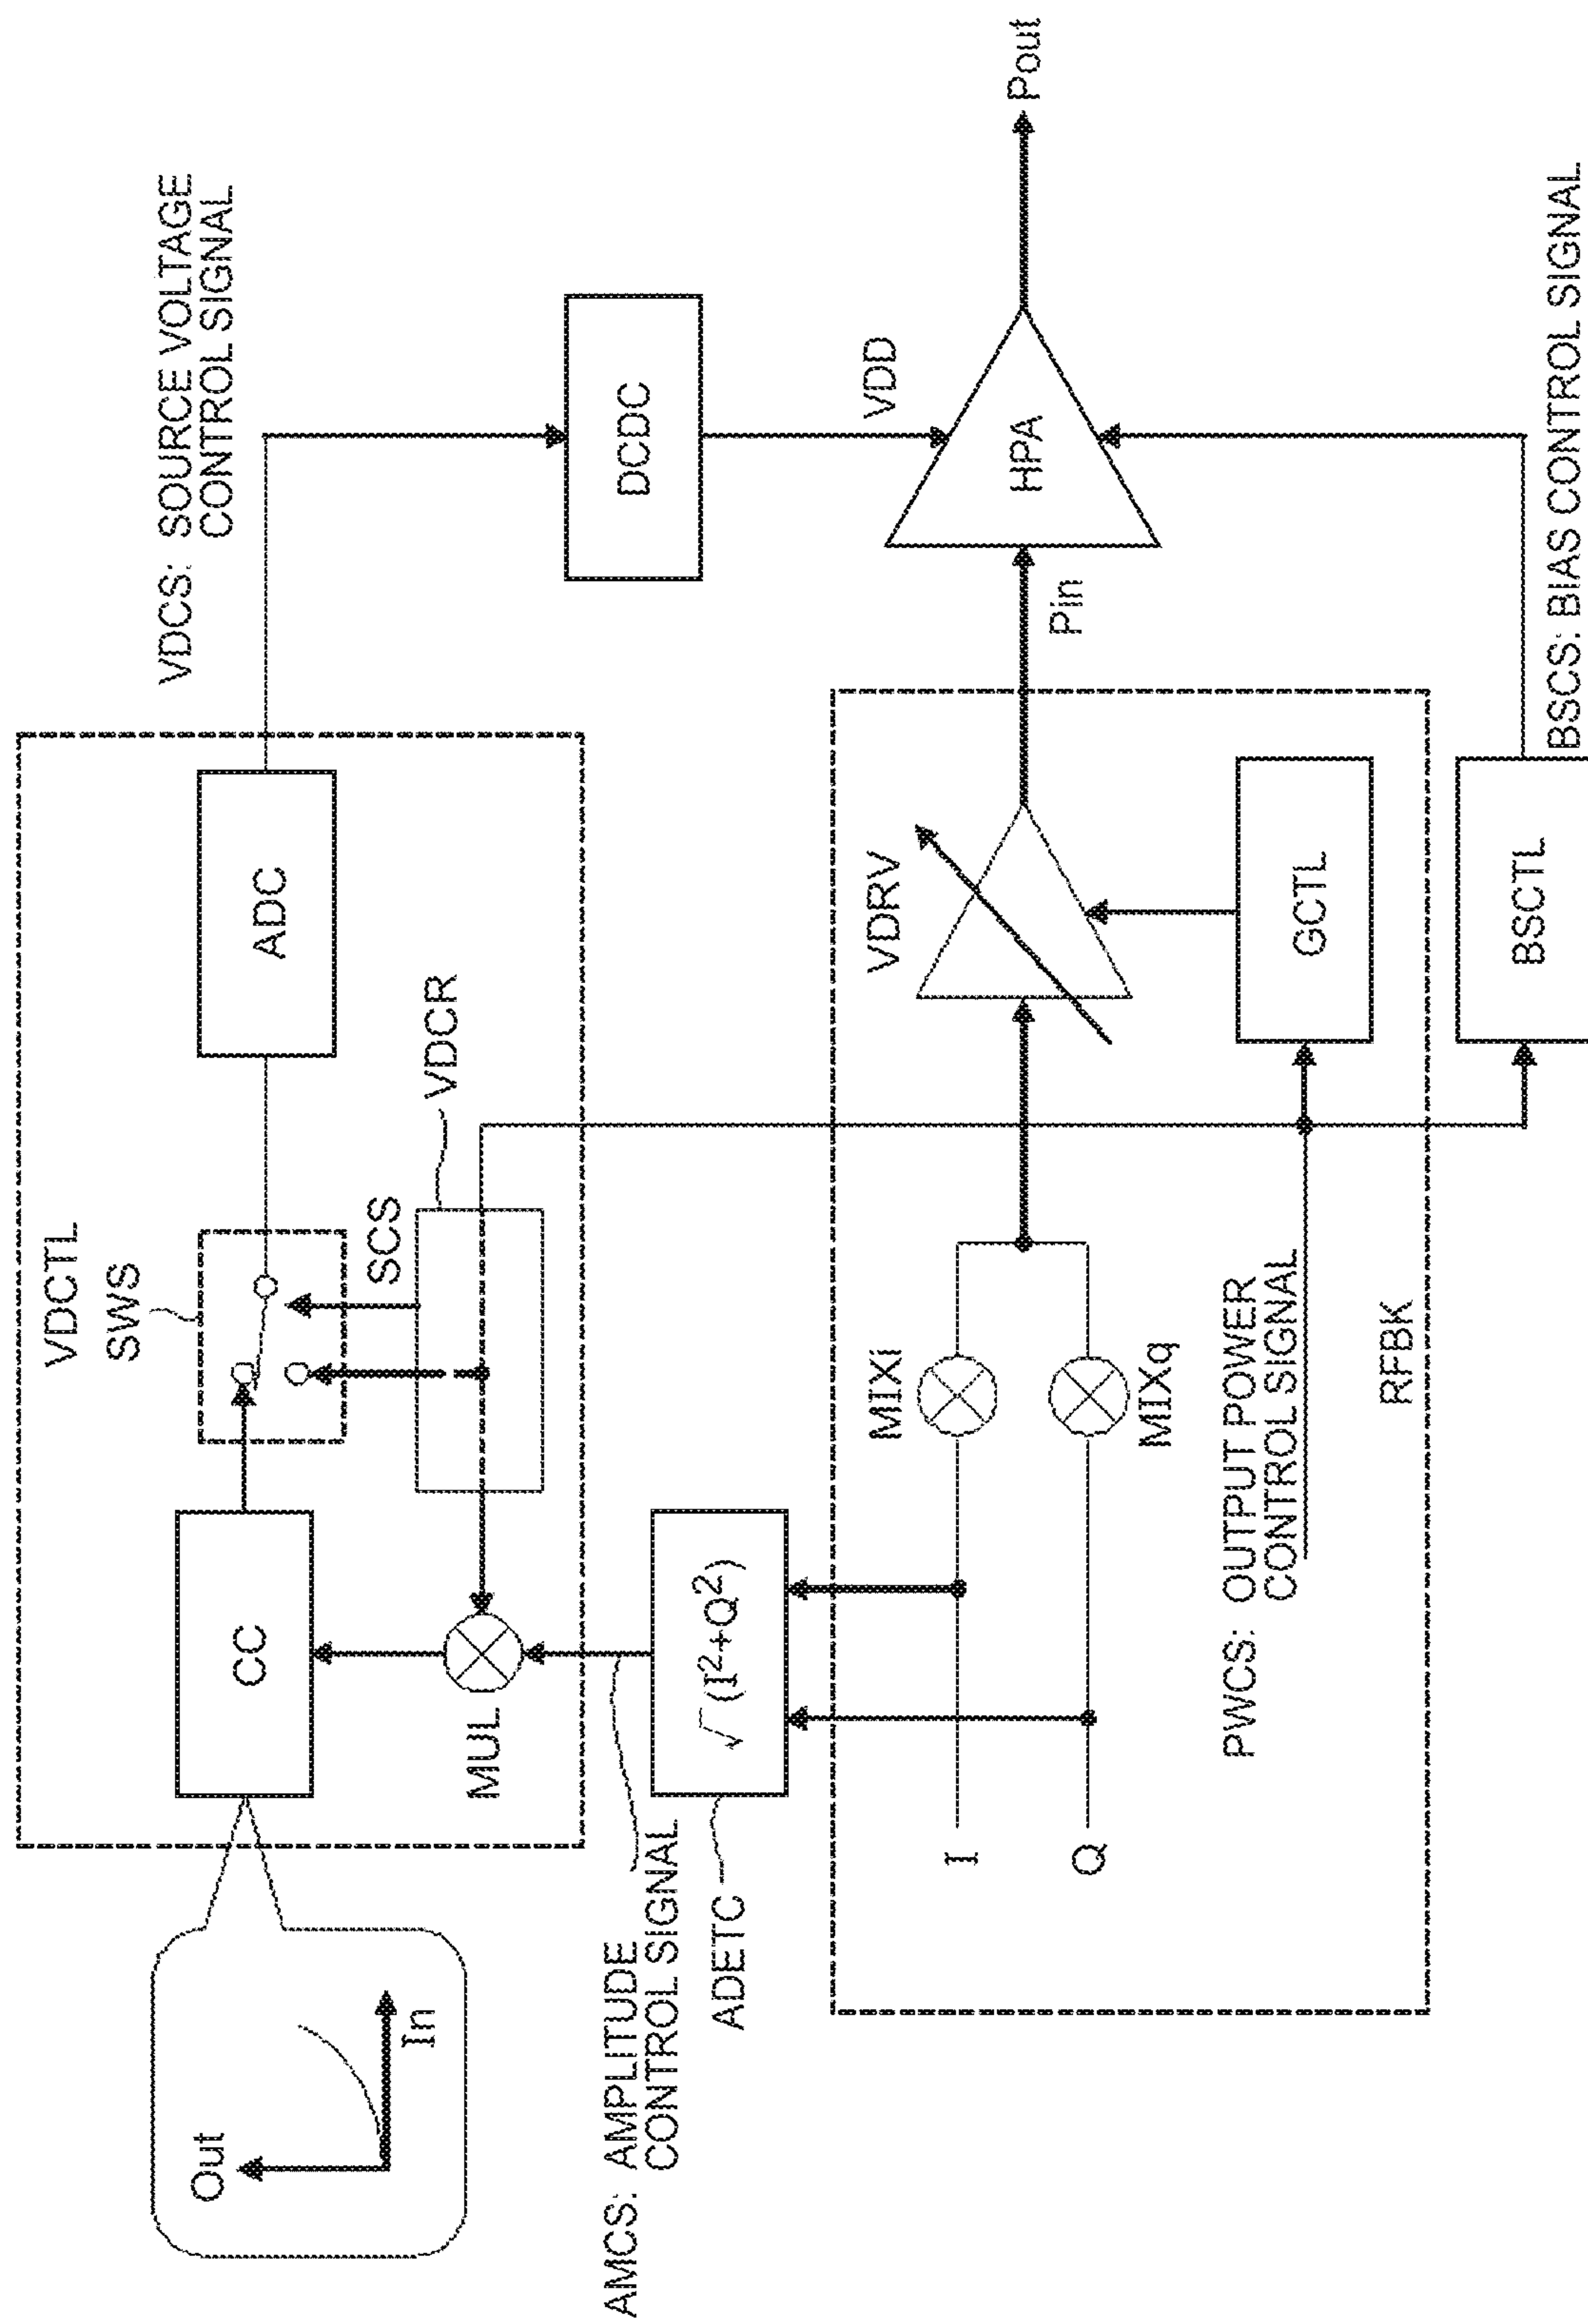 VDCTL
SWS
VDCS: SOURCE VOLTAGE
CONTROL SIGNAL
Out
In
CC
ADC
SCS
VDCR
MUL
DCDC
AMCS: AMPLITUDE
CONTROL SIGNAL
ADETC
√(I²+Q²)
VDD
MIXi
VDRV
HPA
Pout
I
Pin
Q
MIXq
PWCS: OUTPUT POWER
CONTROL SIGNAL
GCTL
RFBK
BSCTL
BSCS: BIAS CONTROL SIGNAL